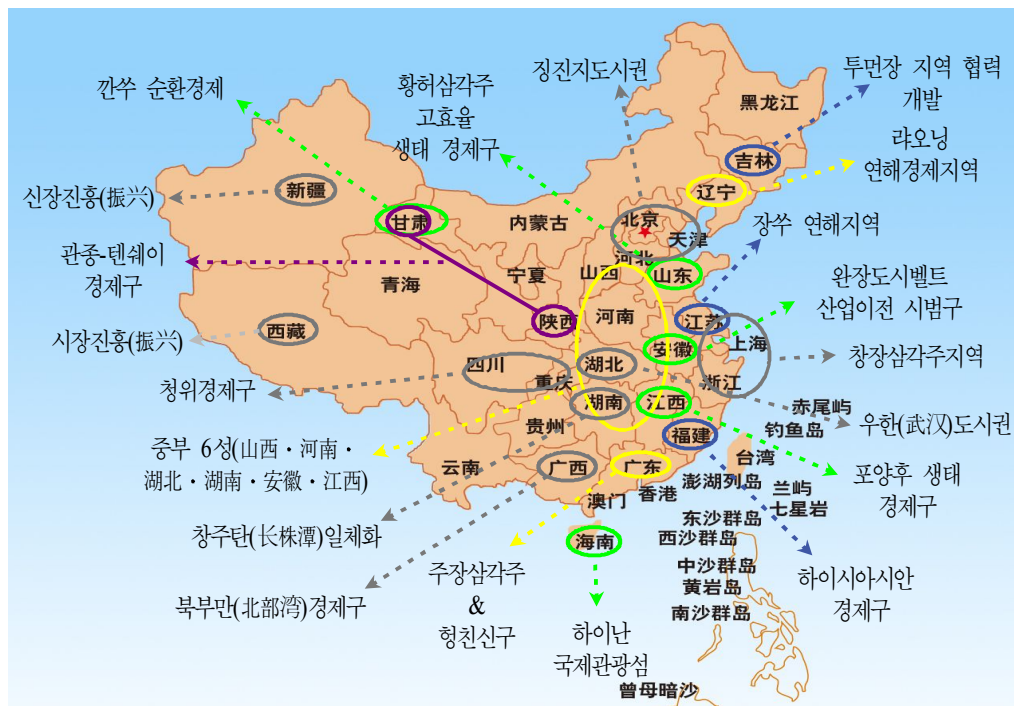 징진지도시권
투먼장 지역 협력
개발
깐쑤 순환경제
황허삼각주
고효율
생태 경제구
黑龙江
랴오닝
연해경제지역
吉林
신장진흥(振兴)
新疆
辽宁
甘肃
内蒙古
北京
天津
장쑤 연해지역
관중-톈쉐이
경제구
河北
山西
山东
宁夏
青海
완장도시벨트
산업이전 시범구
西藏
陕西
河南
江苏
시장진흥(振兴)
安徽
上海
창장삼각주지역
四川
湖北
重庆
浙江
청위경제구
湖南
江西
赤尾屿
우한(武汉)도시권
贵州
钓鱼岛
福建
중부 6성(山西·河南·
湖北·湖南·安徽·江西)
云南
广西
广东
台湾
포양후 생태
경제구
澎湖列岛
兰屿
香港
澳门
七星岩
东沙群岛
창주탄(长株潭)일체화
海南
西沙群岛
中沙群岛
주장삼각주
&
헝친신구
하이시아시안
경제구
黄岩岛
북부만(北部湾)경제구
南沙群岛
하이난
국제관광섬
曾母暗沙